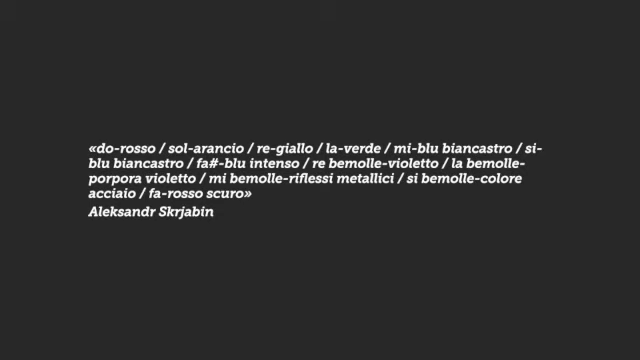 «do-rosso / sol-arancio / re-giallo / la-verde / mi-blu biancastro / si-
blu biancastro / fa#-blu intenso / re bemolle-violetto / la bemolle-
porpora violetto / mi bemolle-riflessi metallici / si bemolle-colore
acciaio / fa-rosso scuro»
Aleksandr Skrjabin